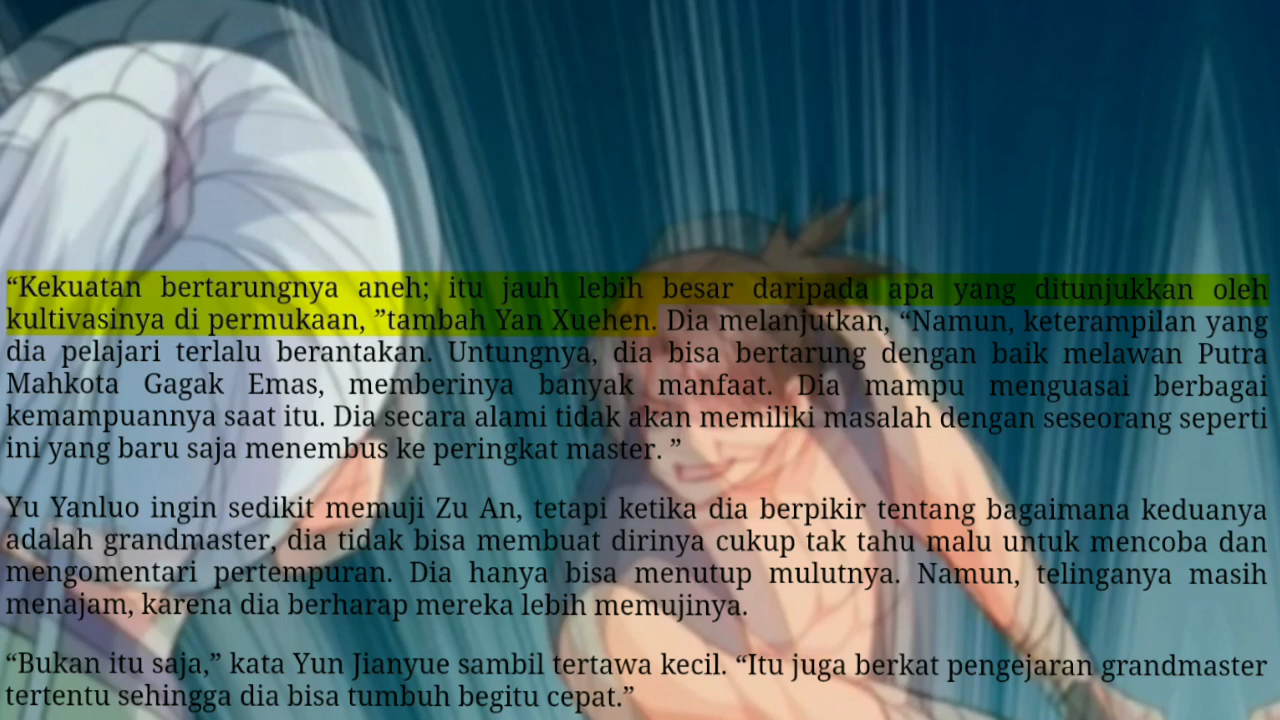 “Kekuatan bertarungnya aneh; itu jauh lebih besar daripada apa yang ditunjukkan oleh
kultivasinya di permukaan, ”tambah Yan Xuehen. Dia melanjutkan, “Namun, keterampilan yang
dia pelajari terlalu berantakan. Untungnya, dia bisa bertarung dengan baik melawan Putra
Mahkota Gagak Emas, memberinya banyak manfaat. Dia mampu menguasai berbagai
kemampuannya saat itu. Dia secara alami tidak akan memiliki masalah dengan seseorang seperti
ini yang baru saja menembus ke peringkat master. ”
Yu Yanluo ingin sedikit memuji Zu An, tetapi ketika dia berpikir tentang bagaimana keduanya
adalah grandmaster, dia tidak bisa membuat dirinya cukup tak tahu malu untuk mencoba dan
mengomentari pertempuran. Dia hanya bisa menutup mulutnya. Namun, telinganya masih
menajam, karena dia berharap mereka lebih memujinya.
“Bukan itu saja,” kata Yun Jianyue sambil tertawa kecil. “Itu juga berkat pengejaran grandmaster
tertentu sehingga dia bisa tumbuh begitu cepat.”